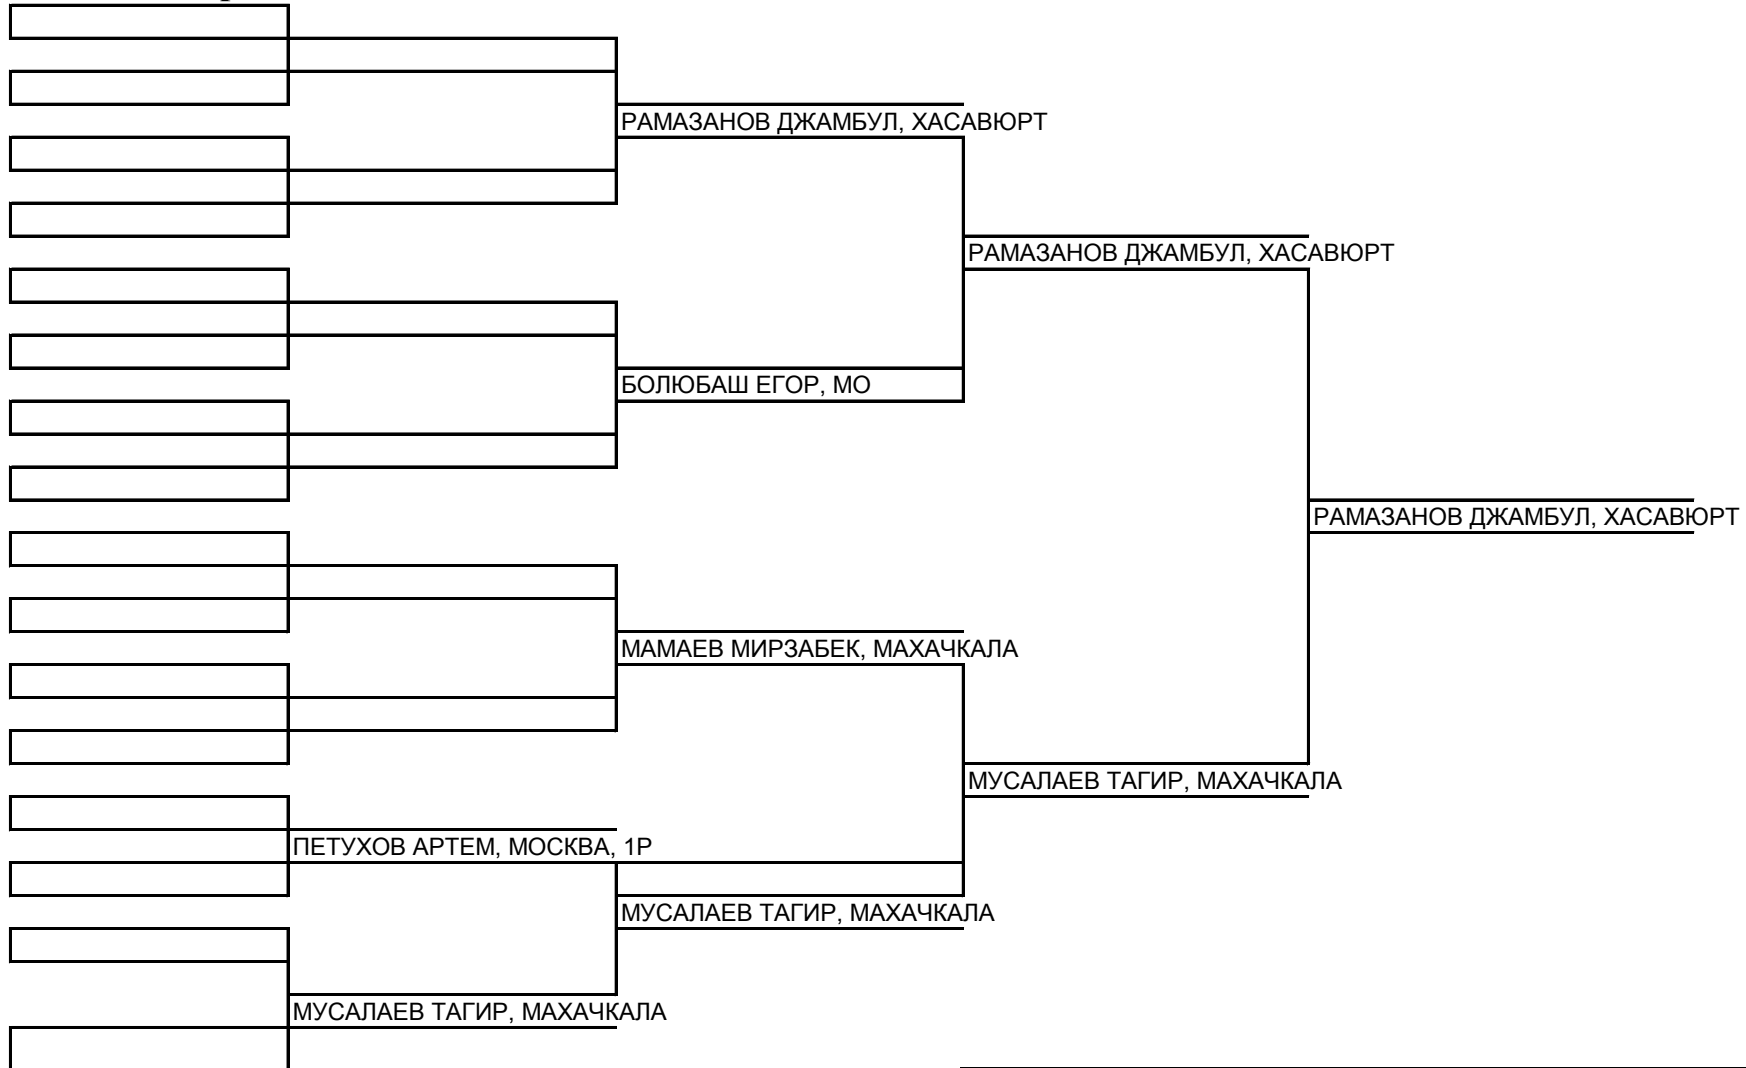 РАМАЗАНОВ ДЖАМБУЛ, ХАСАВЮРТ
РАМАЗАНОВ ДЖАМБУЛ, ХАСАВЮРТ
БОЛЮБАШ ЕГОР, МО
РАМАЗАНОВ ДЖАМБУЛ, ХАСАВЮРТ
МАМАЕВ МИРЗАБЕК, МАХАЧКАЛА
МУСАЛАЕВ ТАГИР, МАХАЧКАЛА
ПЕТУХОВ АРТЕМ, МОСКВА, 1Р
МУСАЛАЕВ ТАГИР, МАХАЧКАЛА
МУСАЛАЕВ ТАГИР, МАХАЧКАЛА